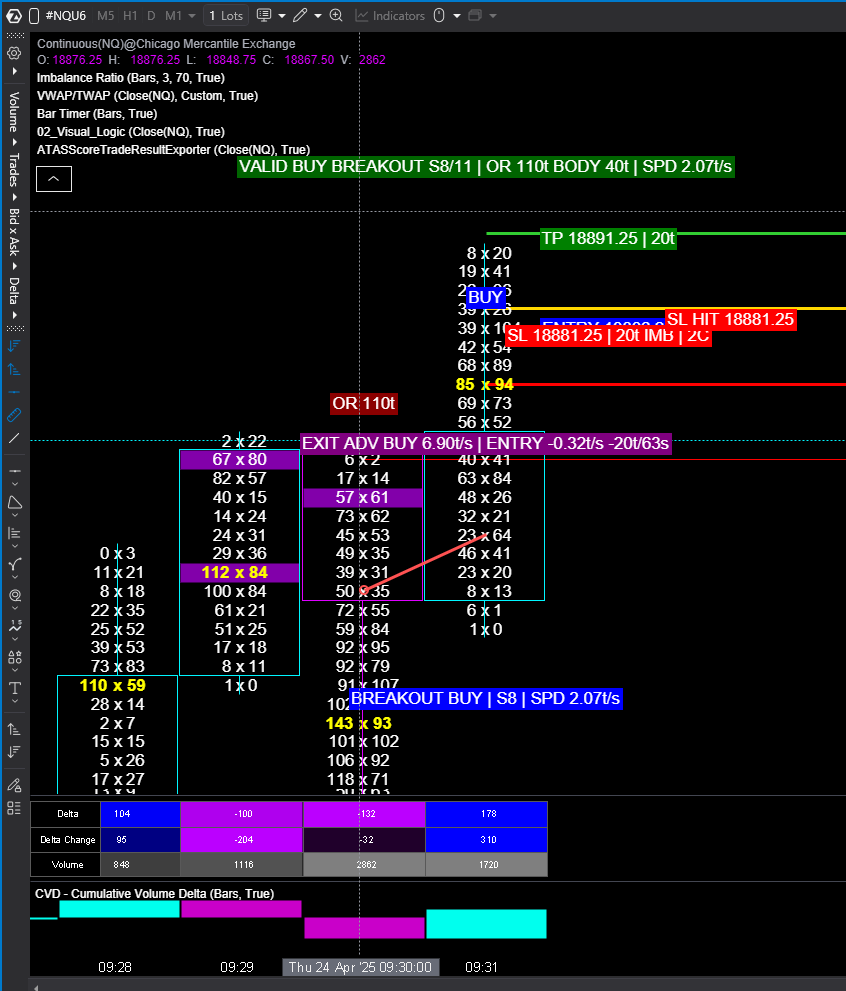 #NQU6 M5 H1 D M1 1 Lots Indicators
Continuous(NQ)@Chicago Mercantile Exchange
O: 18876.25 H: 18876.25 L: 18848.75 C: 18867.50 V: 2862
Imbalance Ratio (Bars, 3, 70, True)
VWAP/TWAP (Close(NQ), Custom, True)
Bar Timer (Bars, True)
02_Visual_Logic (Close(NQ), True)
ATASScoreTradeResultExporter (Close(NQ), True)
Volume
Trades
Bid x Ask
Delta
VALID BUY BREAKOUT S8/11 | OR 110t BODY 40t | SPD 2.07t/s
TP 18891.25 | 20t
BUY
ENTRY
SL HIT 18881.25
SL 18881.25 | 20t IMB | 2C
OR 110t
EXIT ADV BUY 6.90t/s | ENTRY -0.32t/s -20t/63s
BREAKOUT BUY | S8 | SPD 2.07t/s
0 x 3
11 x 21
8 x 18
22 x 35
25 x 52
39 x 53
73 x 83
110 x 59
28 x 14
2 x 7
15 x 15
5 x 26
17 x 27
2 x 22
67 x 80
82 x 57
40 x 15
14 x 24
24 x 31
29 x 36
112 x 84
100 x 84
61 x 21
51 x 25
17 x 18
8 x 11
1 x 0
6 x 2
17 x 14
57 x 61
73 x 62
45 x 53
49 x 35
39 x 31
50 x 35
72 x 55
59 x 84
92 x 95
92 x 79
91 x 107
143 x 93
101 x 102
106 x 92
118 x 71
8 x 20
19 x 41
39 x 26
42 x 54
68 x 89
85 x 94
69 x 73
56 x 52
40 x 41
63 x 84
48 x 26
32 x 21
23 x 64
46 x 41
23 x 20
8 x 13
6 x 1
1 x 0
Delta 104 -100 -132 178
Delta Change 95 -204 -32 310
Volume 848 1116 2862 1720
CVD - Cumulative Volume Delta (Bars, True)
09:28 09:29 Thu 24 Apr '25 09:30:00 09:31